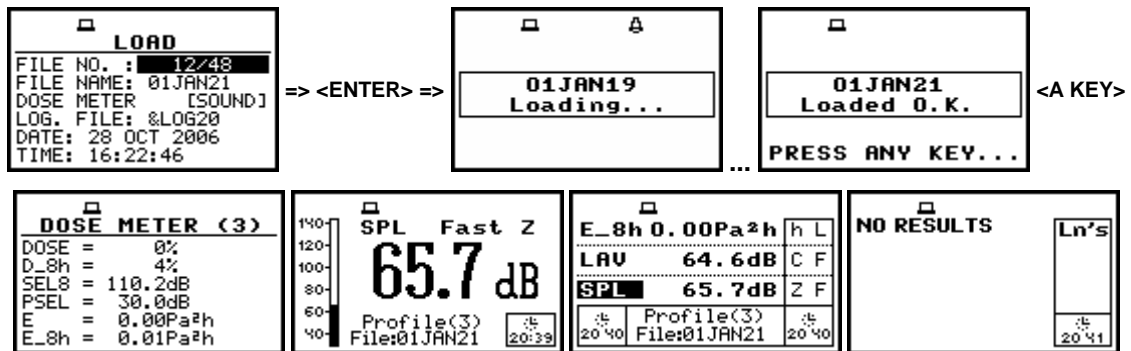 LOAD
FILE NO. : 12/48
FILE NAME: 01JAN21
DOSE METER [SOUND]
LOG. FILE: &LOG20
DATE: 28 OCT 2006
TIME: 16:22:46
=> <ENTER> =>
01JAN19
Loading...
...
01JAN21
Loaded O.K.
PRESS ANY KEY...
<A KEY>
DOSE METER (3)
DOSE = 0%
D_8h = 4%
SEL8 = 110.2dB
PSEL = 30.0dB
E = 0.00Pa²h
E_8h = 0.01Pa²h
140-
120-
100-
80-
60-
40-
SPL Fast Z
65.7 dB
Profile(3)
File:01JAN21
20:39
E_8h 0.00Pa²h h L
LAV 64.6dB C F
SPL 65.7dB Z F
Profile(3)
20 40 File:01JAN21 20 40
NO RESULTS
Ln's
20 41